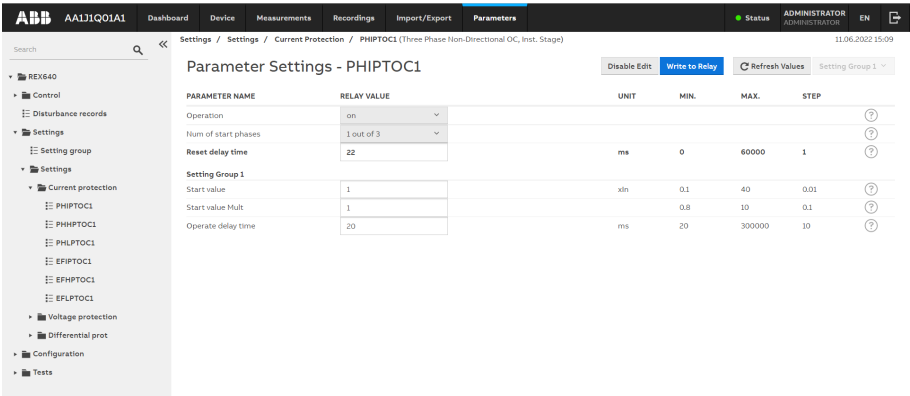 ABB AA1J1Q01A1 Dashboard Device Measurements Recordings Import/Export Parameters Status ADMINISTRATOR ADMINISTRATOR EN
Search
Settings / Settings / Current Protection / PHIPTOC1 (Three Phase Non-Directional OC, Inst. Stage) 11.06.2022 15:09
Parameter Settings - PHIPTOC1 Disable Edit Write to Relay Refresh Values Setting Group 1
REX640
Control
Disturbance records
Settings
Setting group
Settings
Current protection
PHIPTOC1
PHHPTOC1
PHLPTOC1
EFIPTOC1
EFHPTOC1
EFLPTOC1
Voltage protection
Differential prot
Configuration
Tests
PARAMETER NAME RELAY VALUE UNIT MIN. MAX. STEP
Operation on ?
Num of start phases 1 out of 3 ?
Reset delay time 22 ms 0 60000 1 ?
Setting Group 1
Start value 1 xIn 0.1 40 0.01 ?
Start value Mult 1 0.8 10 0.1 ?
Operate delay time 20 ms 20 300000 10 ?